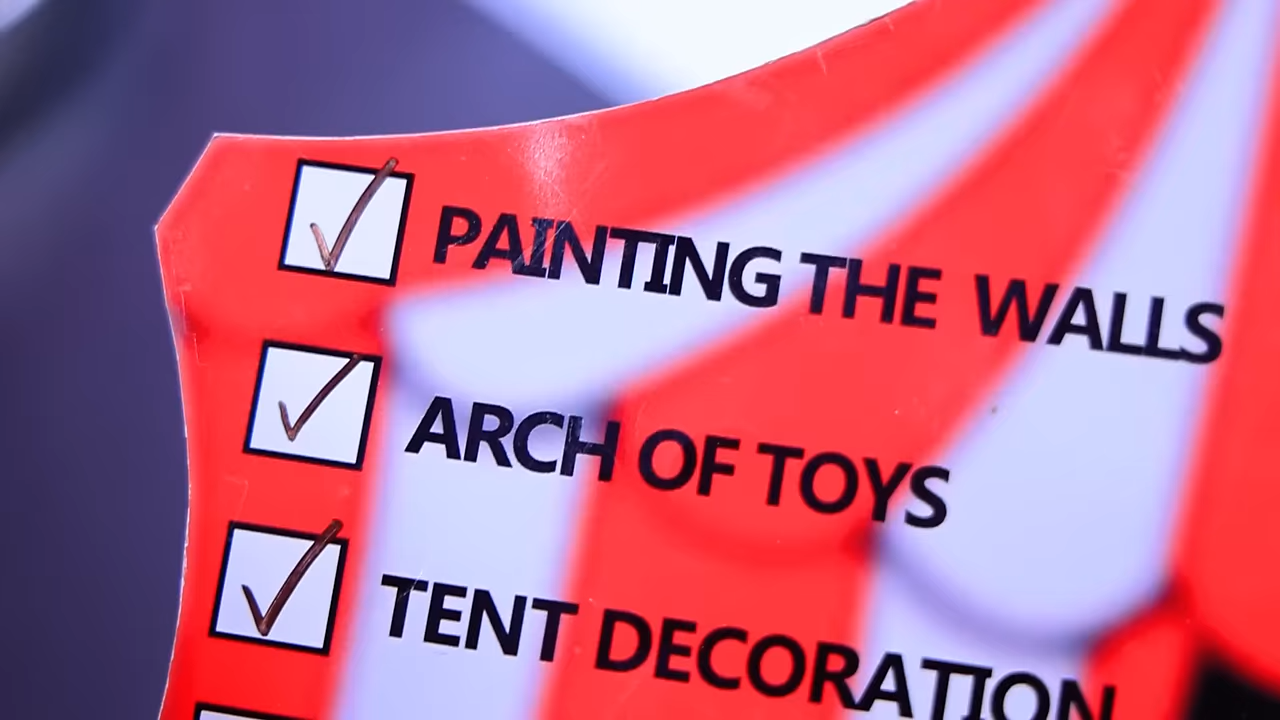 PAINTING THE WALLS
ARCH OF TOYS
TENT DECORATION